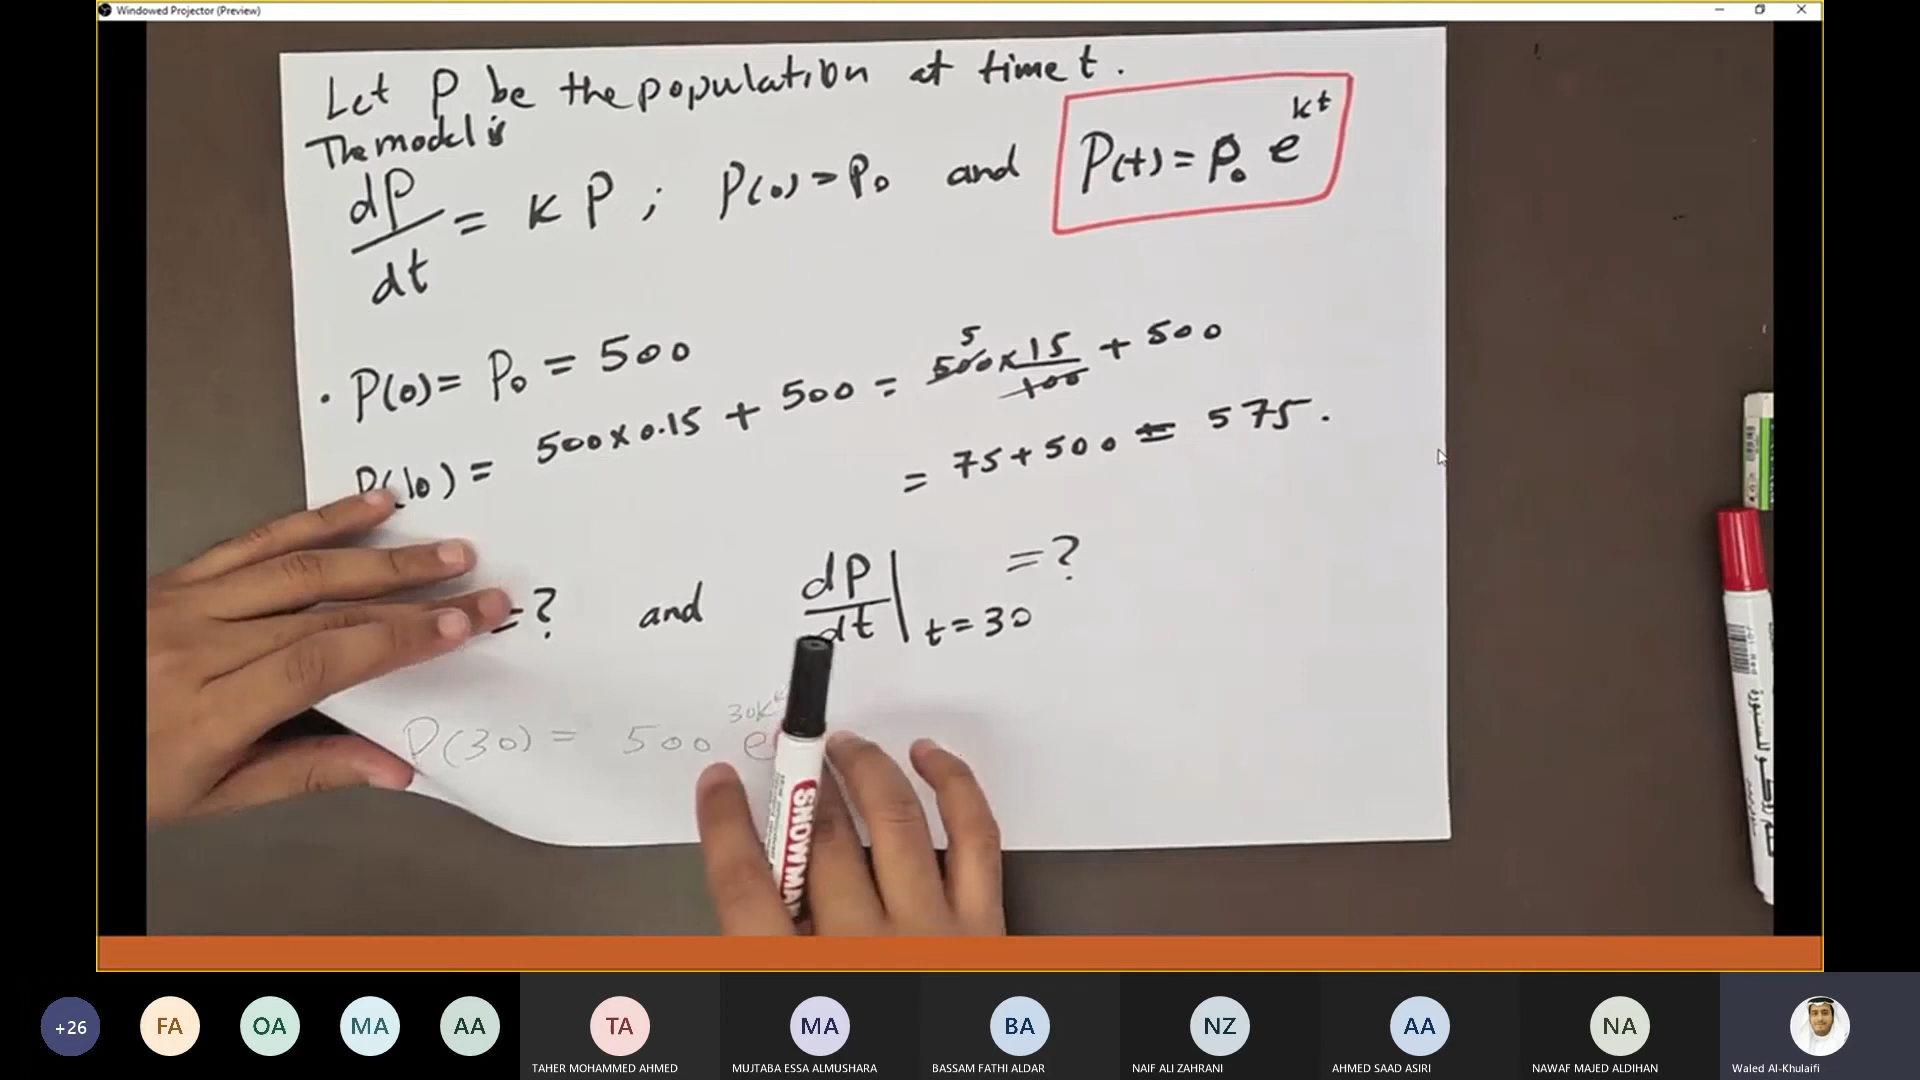 Windowed Projector (Preview)
Let P be the population at time t.
The model is
dP/dt = K P ; P(0) = P₀ and P(t) = P₀ e^kt
• P(0) = P₀ = 500
P(10) = 500 x 0.15 + 500 = 500 x 15/100 + 500
5
= 75 + 500 = 575.
= ? and dP/dt | t = 30 = ?
P(30) = 500 e^30k
SNOWMAN
+26
FA
OA
MA
AA
TA
MA
BA
NZ
AA
NA
TAHER MOHAMMED AHMED
MUJTABA ESSA ALMUSHARA
BASSAM FATHI ALDAR
NAIF ALI ZAHRANI
AHMED SAAD ASIRI
NAWAF MAJED ALDIHAN
Waled Al-Khulaifi